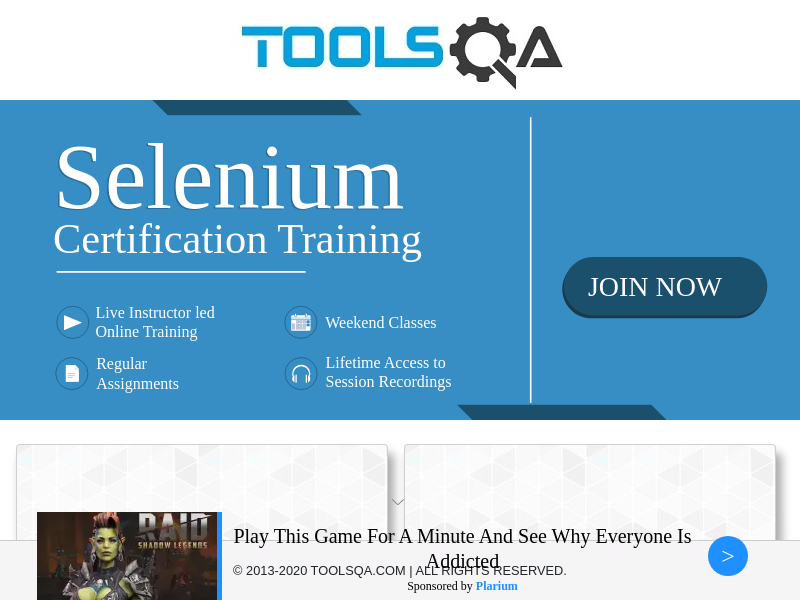 TOOLSQA
Selenium
Certification Training
JOIN NOW
Live Instructor led
Online Training
Weekend Classes
Regular
Assignments
Lifetime Access to
Session Recordings
RAID
SHADOW LEGENDS
Play This Game For A Minute And See Why Everyone Is
Addicted
© 2013-2020 TOOLSQA.COM | ALL RIGHTS RESERVED.
Sponsored by Plarium
>